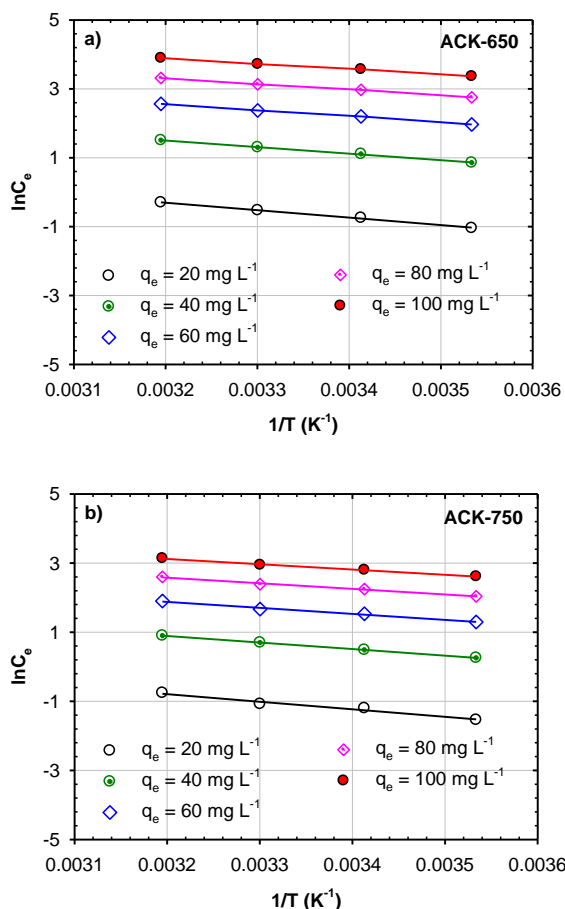 a)
ACK-650
5
3
1
-1
-3
-5
lnCₑ
qₑ = 20 mg L⁻¹
qₑ = 80 mg L⁻¹
qₑ = 40 mg L⁻¹
qₑ = 100 mg L⁻¹
qₑ = 60 mg L⁻¹
0.0031 0.0032 0.0033 0.0034 0.0035 0.0036
1/T (K⁻¹)
b)
ACK-750
5
3
1
-1
-3
-5
lnCₑ
qₑ = 20 mg L⁻¹
qₑ = 80 mg L⁻¹
qₑ = 40 mg L⁻¹
qₑ = 100 mg L⁻¹
qₑ = 60 mg L⁻¹
0.0031 0.0032 0.0033 0.0034 0.0035 0.0036
1/T (K⁻¹)